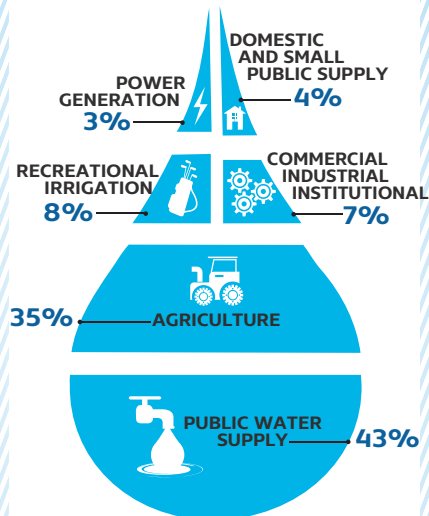 DOMESTIC
AND SMALL
PUBLIC SUPPLY
4%
POWER
GENERATION
3%
RECREATIONAL
IRRIGATION
8%
COMMERCIAL
INDUSTRIAL
INSTITUTIONAL
7%
35%
AGRICULTURE
PUBLIC WATER
SUPPLY
43%